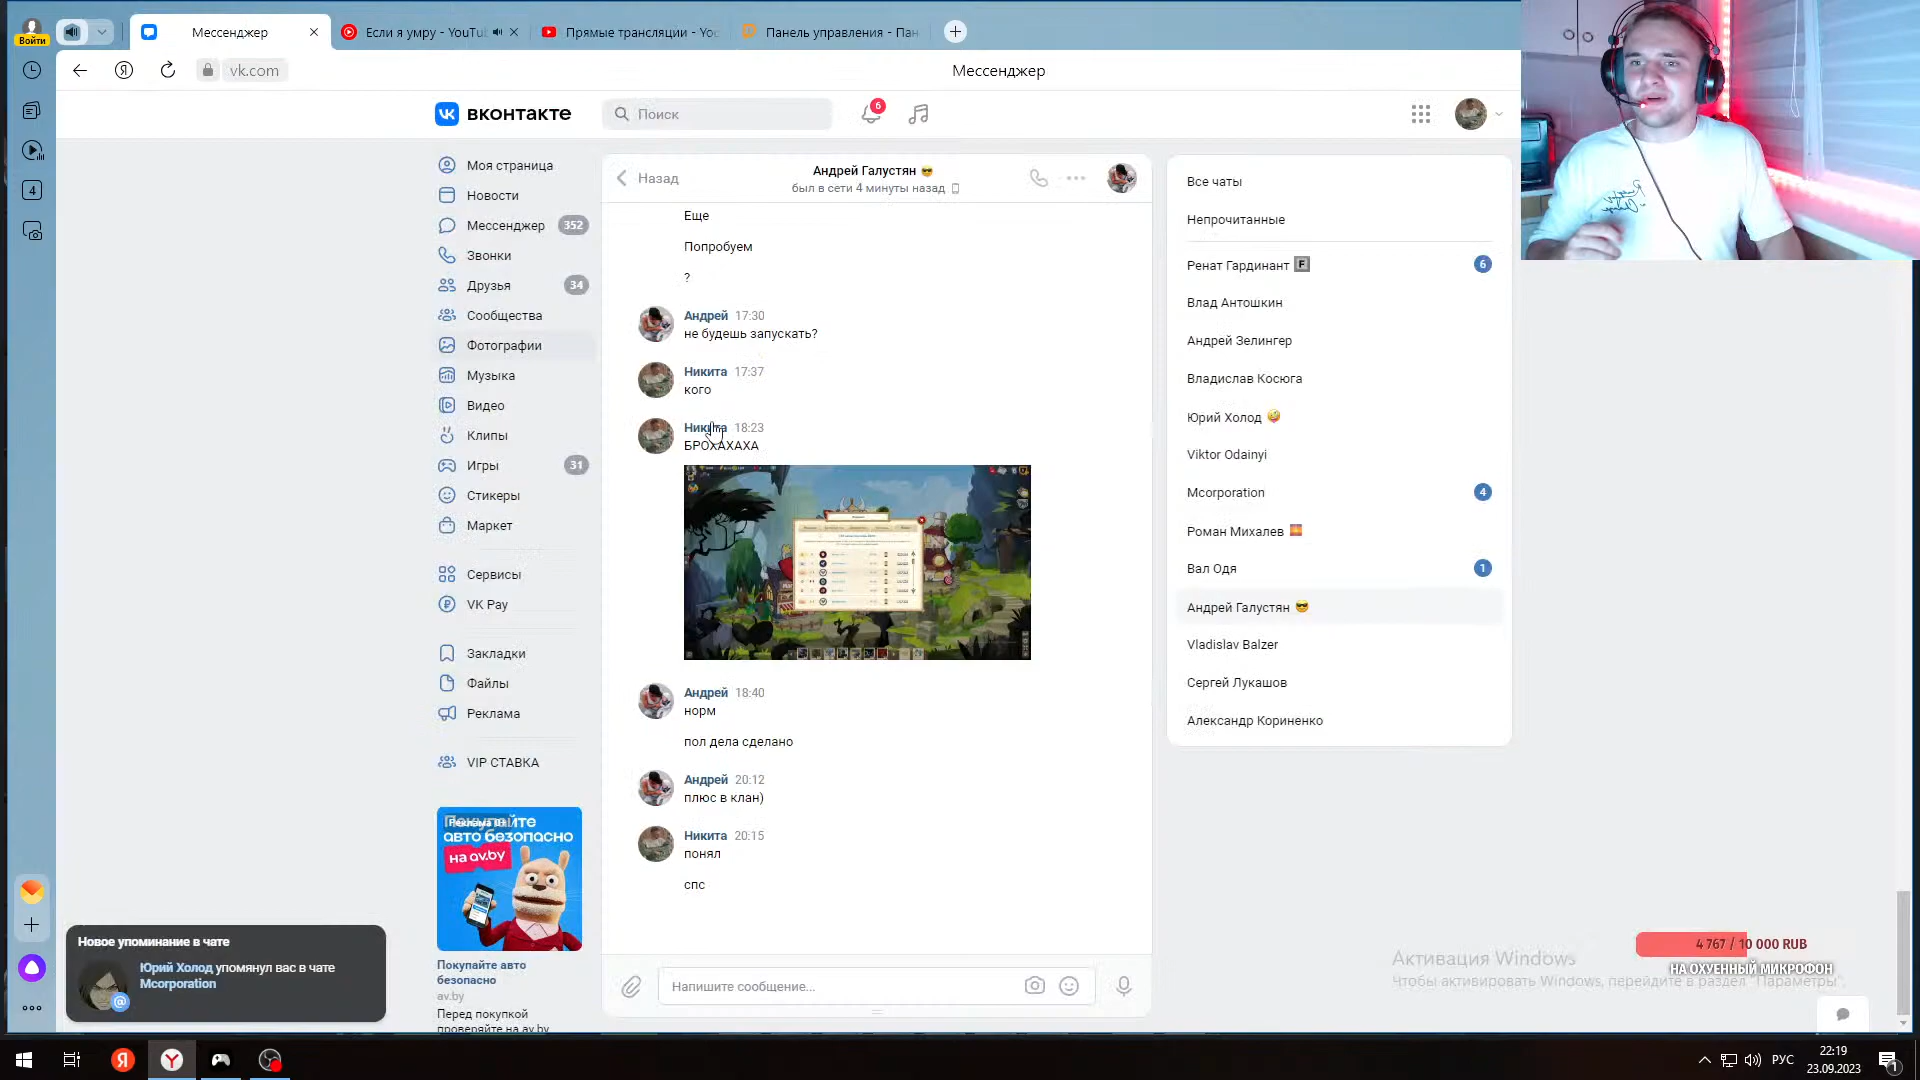 Войти
Мессенджер
Если я умру - YouTu
Прямые трансляции - Yo
Панель управления - Пан
vk.com
Мессенджер
вконтакте
Поиск
6
4
Моя страница
Новости
Мессенджер 352
Звонки
Друзья 34
Сообщества
Фотографии
Музыка
Видео
Клипы
Игры 31
Стикеры
Маркет
Сервисы
VK Pay
Закладки
Файлы
Реклама
VIP СТАВКА
Покупайте
авто безопасно
на av.by
Покупайте авто
безопасно
av.by
Перед покупкой
проверяйте на av.by
Назад
Андрей Галустян 😎
был в сети 4 минуты назад
Еще
Попробуем
?
Андрей 17:30
не будешь запускать?
Никита 17:37
кого
Никита 18:23
БРОХАХАХА
Андрей 18:40
норм
пол дела сделано
Андрей 20:12
плюс в клан)
Никита 20:15
понял
спс
Напишите сообщение...
Все чаты
Непрочитанные
Ренат Гардинант F 6
Влад Антошкин
Андрей Зелингер
Владислав Косюга
Юрий Холод 🤪
Viktor Odainyi
Mcorporation 4
Роман Михалев 🌅
Вал Одя 1
Андрей Галустян 😎
Vladislav Balzer
Сергей Лукашов
Александр Кориненко
Новое упоминание в чате
Юрий Холод упомянул вас в чате
Mcorporation
4 767 / 10 000 RUB
НА ОХУЕННЫЙ МИКРОФОН
Активация Windows
Чтобы активировать Windows, перейдите в раздел "Параметры".
РУС
22:19
23.09.2023
1